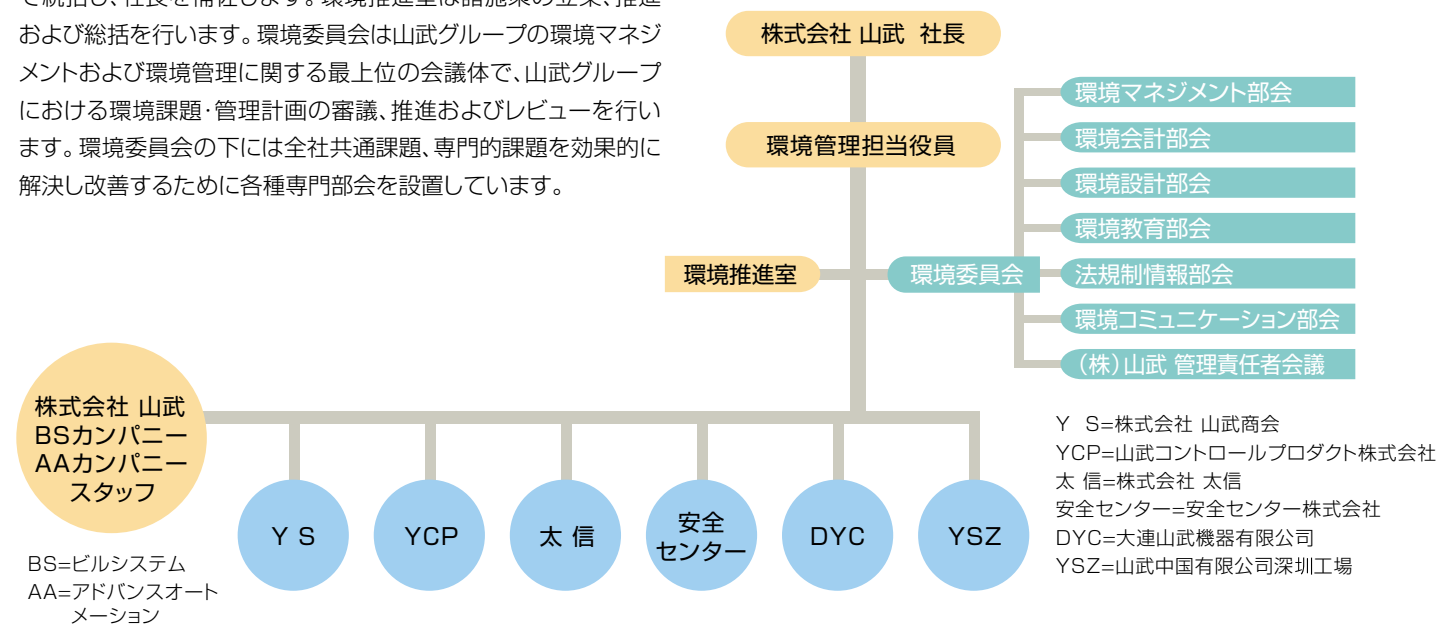 および総括を行います。環境委員会は山武グループの環境マネジ
メントおよび環境管理に関する最上位の会議体で、山武グループ
における環境課題・管理計画の審議、推進およびレビューを行い
ます。環境委員会の下には全社共通課題、専門的課題を効果的に
解決し改善するために各種専門部会を設置しています。
株式会社 山武 社長
環境管理担当役員
環境推進室
環境委員会
環境マネジメント部会
環境会計部会
環境設計部会
環境教育部会
法規制情報部会
環境コミュニケーション部会
(株)山武 管理責任者会議
株式会社 山武
BSカンパニー
AAカンパニー
スタッフ
Y S
YCP
太 信
安全
センター
DYC
YSZ
BS=ビルシステム
AA=アドバンスオート
メーション
Y S=株式会社 山武商会
YCP=山武コントロールプロダクト株式会社
太 信=株式会社 太信
安全センター=安全センター株式会社
DYC=大連山武機器有限公司
YSZ=山武中国有限公司深圳工場